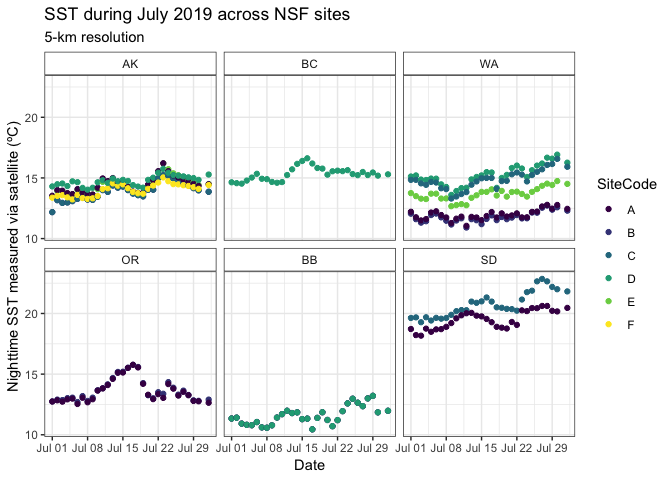 SST during July 2019 across NSF sites
5-km resolution
AK
BC
WA
20
15
10
OR
BB
SD
20
15
10
Jul 01 Jul 08 Jul 15 Jul 22 Jul 29
Jul 01 Jul 08 Jul 15 Jul 22 Jul 29
Jul 01 Jul 08 Jul 15 Jul 22 Jul 29
Date
Nighttime SST measured via satellite (ºC)
SiteCode
A
B
C
D
E
F